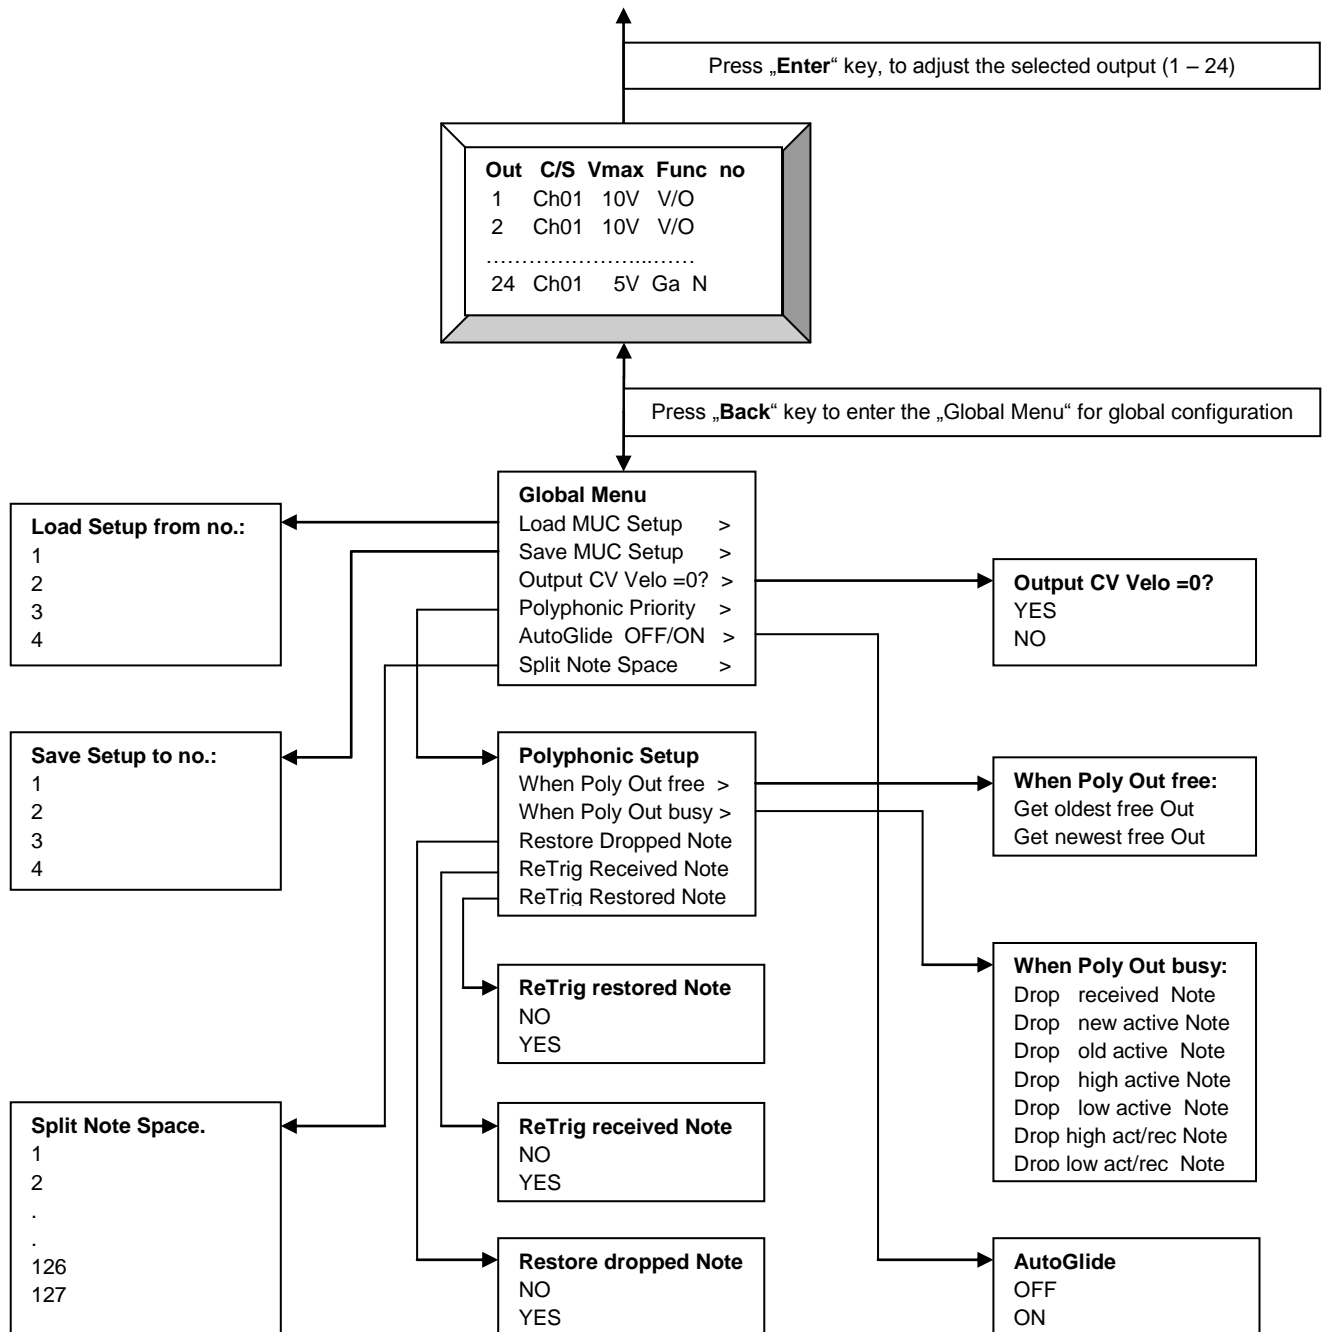 Press „Enter“ key, to adjust the selected output (1 – 24)
Out C/S Vmax Func no
1 Ch01 10V V/O
2 Ch01 10V V/O
……………………...……
24 Ch01 5V Ga N
Press „Back“ key to enter the „Global Menu“ for global configuration
Global Menu
Load MUC Setup >
Save MUC Setup >
Output CV Velo =0? >
Polyphonic Priority >
AutoGlide OFF/ON >
Split Note Space >
Load Setup from no.:
1
2
3
4
Output CV Velo =0?
YES
NO
Save Setup to no.:
1
2
3
4
Polyphonic Setup
When Poly Out free >
When Poly Out busy >
Restore Dropped Note
ReTrig Received Note
ReTrig Restored Note
When Poly Out free:
Get oldest free Out
Get newest free Out
When Poly Out busy:
Drop received Note
Drop new active Note
Drop old active Note
Drop high active Note
Drop low active Note
Drop high act/rec Note
Drop low act/rec Note
ReTrig restored Note
NO
YES
Split Note Space.
1
2
.
.
126
127
ReTrig received Note
NO
YES
Restore dropped Note
NO
YES
AutoGlide
OFF
ON